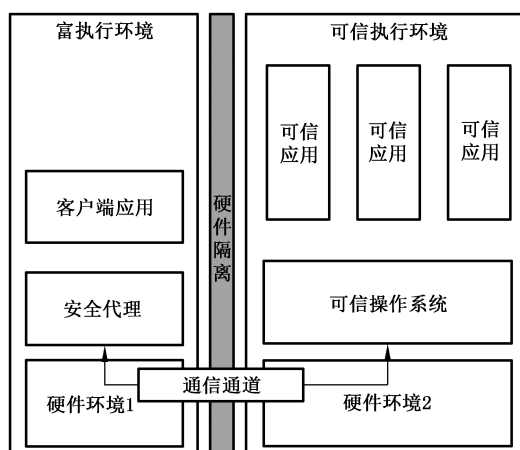 富执行环境
可信执行环境
可信
应用
可信
应用
可信
应用
客户端应用
硬
件
隔
离
安全代理
可信操作系统
通信通道
硬件环境1
硬件环境2